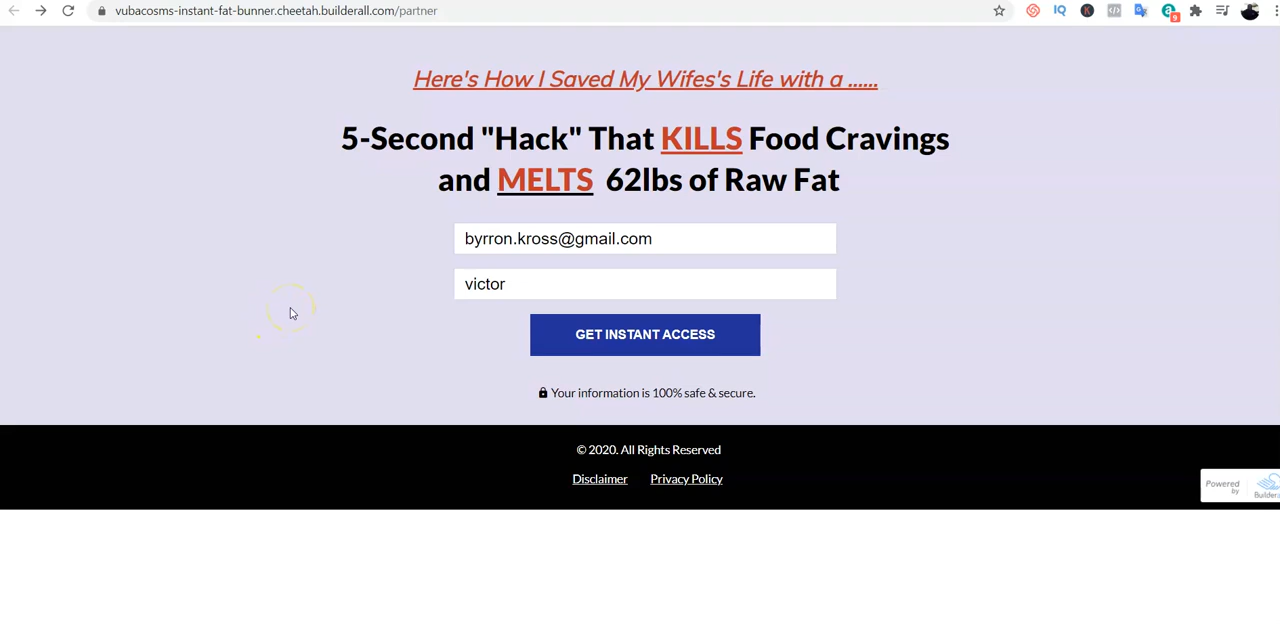 vubacosms-instant-fat-bunner.cheetah.builderall.com/partner
IQ
K
a
9
Here's How I Saved My Wifes's Life with a ......
5-Second "Hack" That KILLS Food Cravings
and MELTS 62lbs of Raw Fat
byrron.kross@gmail.com
victor
GET INSTANT ACCESS
Your information is 100% safe & secure.
© 2020. All Rights Reserved
Disclaimer Privacy Policy
Powered
by